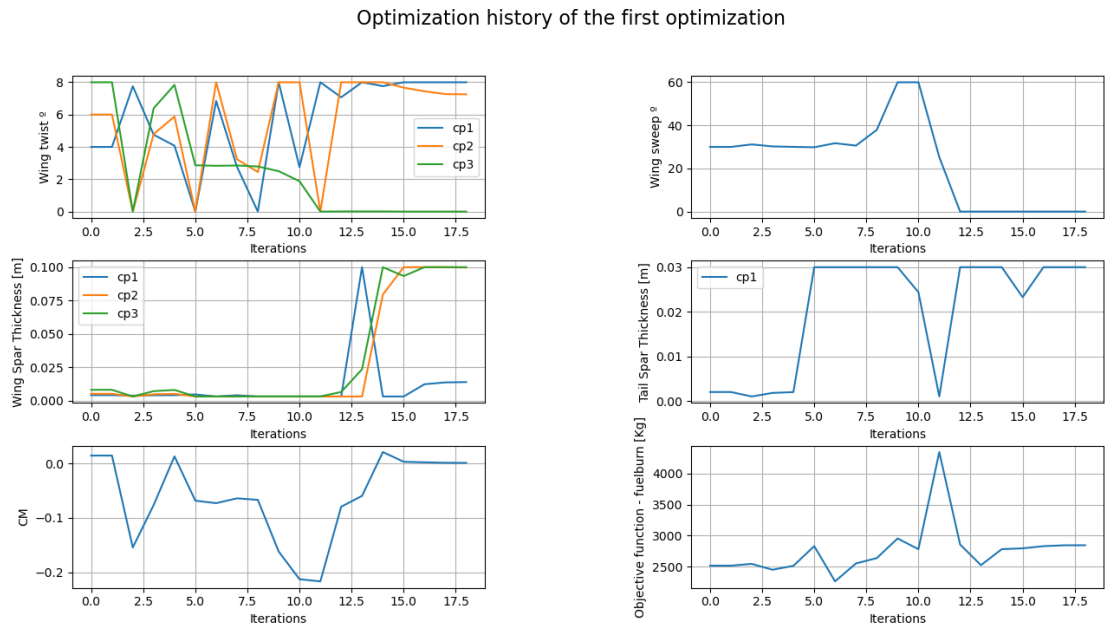 Optimization history of the first optimization
Wing twist º
8
6
4
2
0
cp1
cp2
cp3
0.0 2.5 5.0 7.5 10.0 12.5 15.0 17.5
Iterations
Wing sweep º
60
40
20
0
0.0 2.5 5.0 7.5 10.0 12.5 15.0 17.5
Iterations
Wing Spar Thickness [m]
0.100
0.075
0.050
0.025
0.000
cp1
cp2
cp3
0.0 2.5 5.0 7.5 10.0 12.5 15.0 17.5
Iterations
Tail Spar Thickness [m]
0.03
0.02
0.01
0.00
cp1
0.0 2.5 5.0 7.5 10.0 12.5 15.0 17.5
Iterations
CM
0.0
−0.1
−0.2
0.0 2.5 5.0 7.5 10.0 12.5 15.0 17.5
Iterations
Objective function - fuelburn [Kg]
4000
3500
3000
2500
0.0 2.5 5.0 7.5 10.0 12.5 15.0 17.5
Iterations